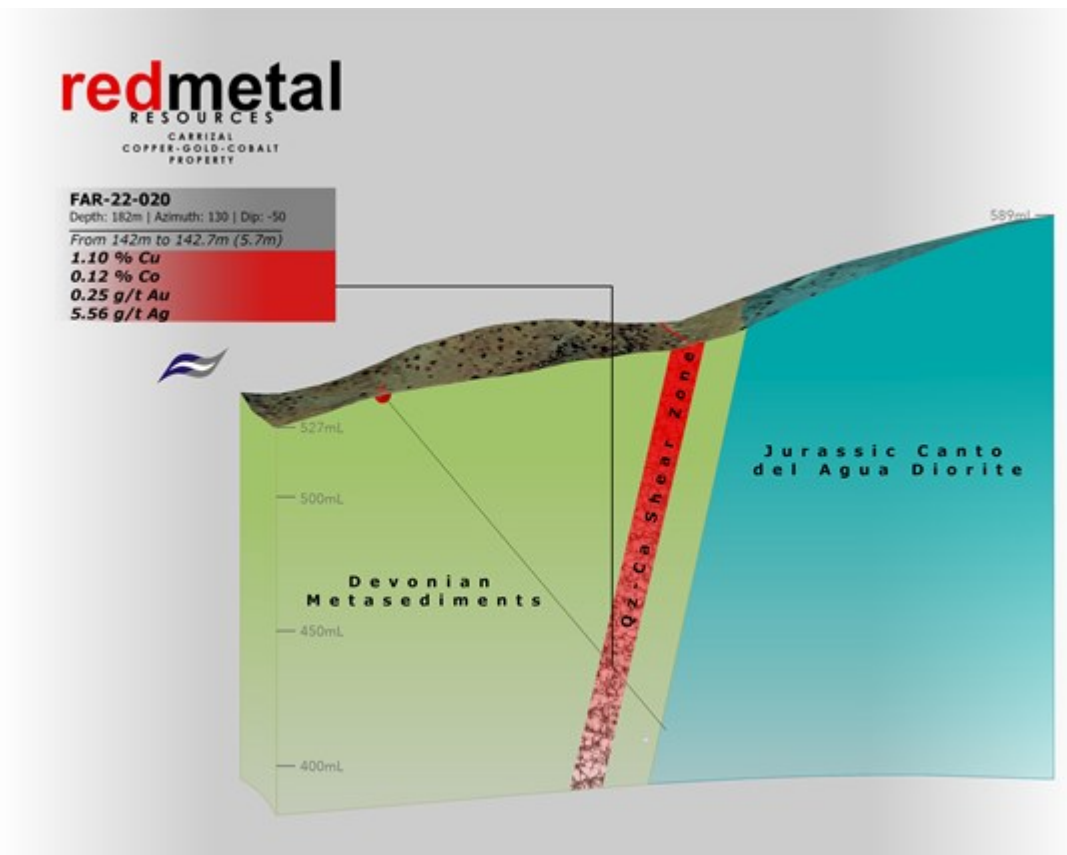 redmetal
RESOURCES
CARRIZAL
COPPER-GOLD-COBALT
PROPERTY
FAR-22-020
Depth: 182m | Azimuth: 130 | Dip: -50
From 142m to 142.7m (5.7m)
1.10 % Cu
0.12 % Co
0.25 g/t Au
5.56 g/t Ag
589mL
527mL
500mL
450mL
400mL
Devonian
Metasediments
Qz-Ca Shear Zone
Jurassic Canto
del Agua Diorite